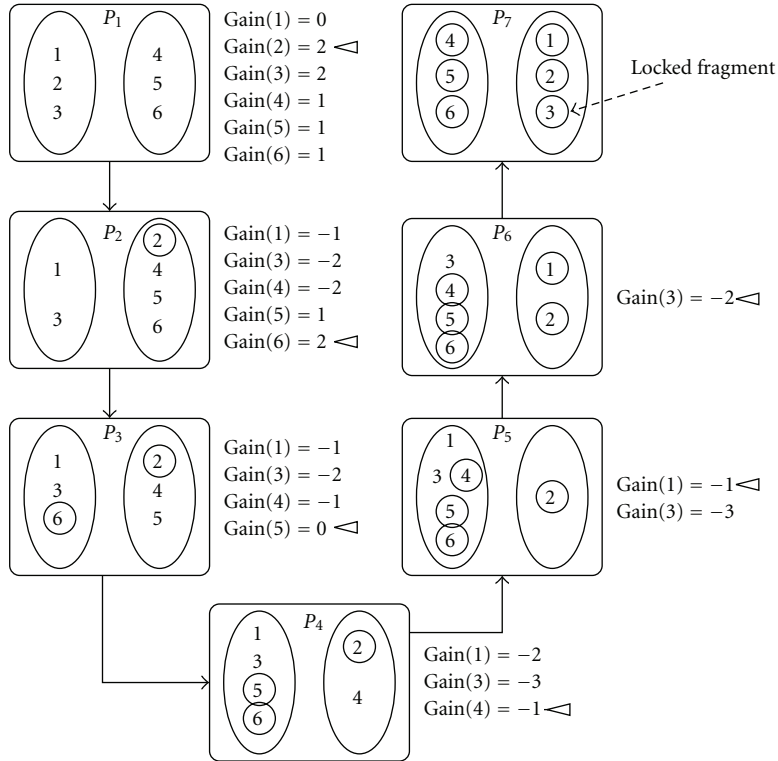 P1
1
2
3
4
5
6
Gain(1) = 0
Gain(2) = 2
Gain(3) = 2
Gain(4) = 1
Gain(5) = 1
Gain(6) = 1
P2
1
3
2
4
5
6
Gain(1) = −1
Gain(3) = −2
Gain(4) = −2
Gain(5) = 1
Gain(6) = 2
P3
1
3
6
2
4
5
Gain(1) = −1
Gain(3) = −2
Gain(4) = −1
Gain(5) = 0
P4
1
3
5
6
2
4
Gain(1) = −2
Gain(3) = −3
Gain(4) = −1
P5
1
3 4
5
6
2
Gain(1) = −1
Gain(3) = −3
P6
3
4
5
6
1
2
Gain(3) = −2
P7
4
5
6
1
2
3
Locked fragment